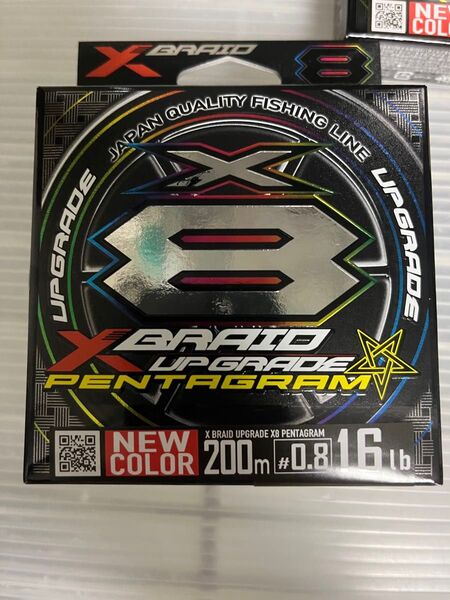 NEW
COLOR
X BRAID 8
JAPAN QUALITY FISHING LINE
UPGRADE
UPGRADE
X
8
X BRAID
UPGRADE
PENTAGRAM
NEW
COLOR
X BRAID UPGRADE X8 PENTAGRAM
200m #0.8 16lb